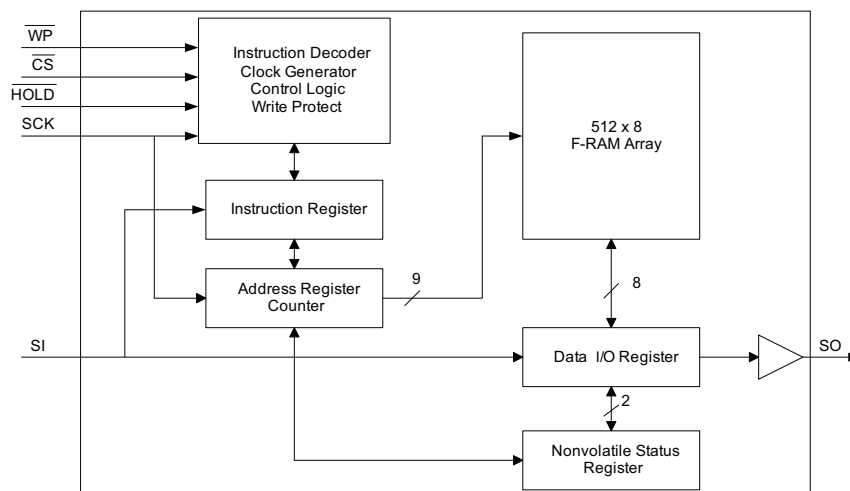 WP
CS
HOLD
SCK
Instruction Decoder
Clock Generator
Control Logic
Write Protect
512 x 8
F-RAM Array
Instruction Register
Address Register
Counter
9
8
SI
Data I/O Register
SO
2
Nonvolatile Status
Register